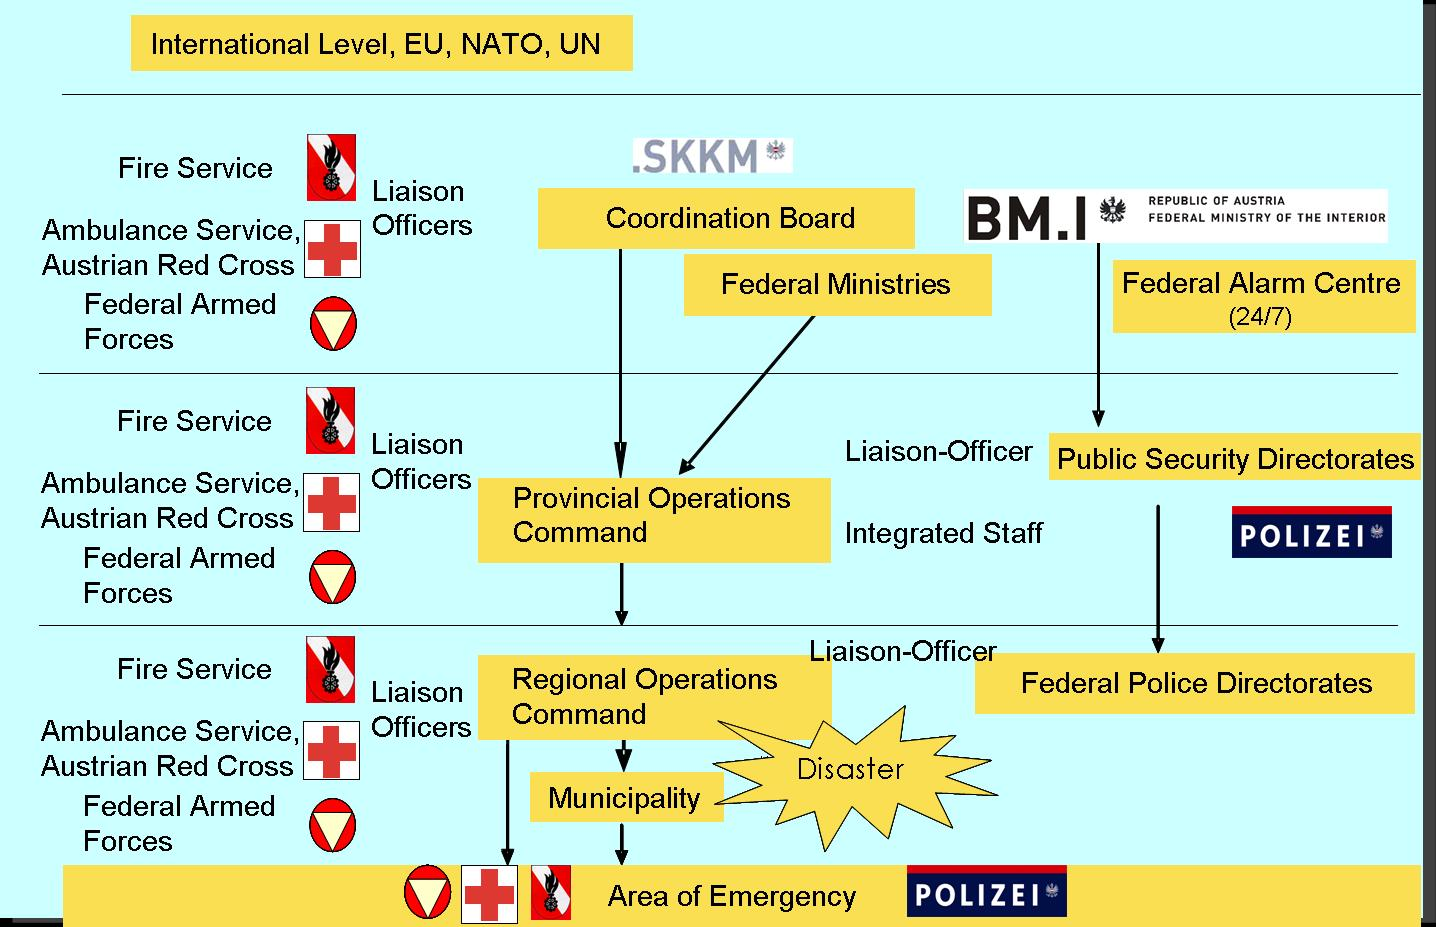 International Level, EU, NATO, UN
.SKKM
Fire Service
Liaison
Officers
Ambulance Service,
Austrian Red Cross
Federal Armed
Forces
Coordination Board
Federal Ministries
BM.I
REPUBLIC OF AUSTRIA
FEDERAL MINISTRY OF THE INTERIOR
Federal Alarm Centre
(24/7)
Fire Service
Liaison
Officers
Ambulance Service,
Austrian Red Cross
Federal Armed
Forces
Provincial Operations
Command
Liaison-Officer
Integrated Staff
Public Security Directorates
POLIZEI
Fire Service
Liaison
Officers
Ambulance Service,
Austrian Red Cross
Federal Armed
Forces
Regional Operations
Command
Liaison-Officer
Federal Police Directorates
Municipality
Disaster
Area of Emergency
POLIZEI